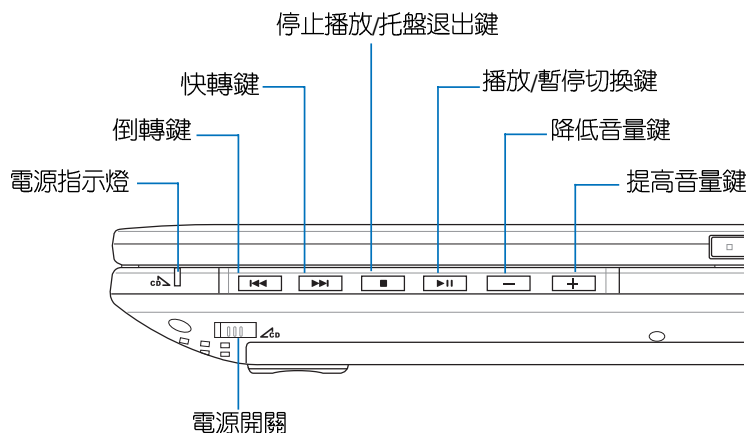 停止播放/托盤退出鍵
快轉鍵
播放/暫停切換鍵
倒轉鍵
降低音量鍵
電源指示燈
提高音量鍵
CD
CD
電源開關